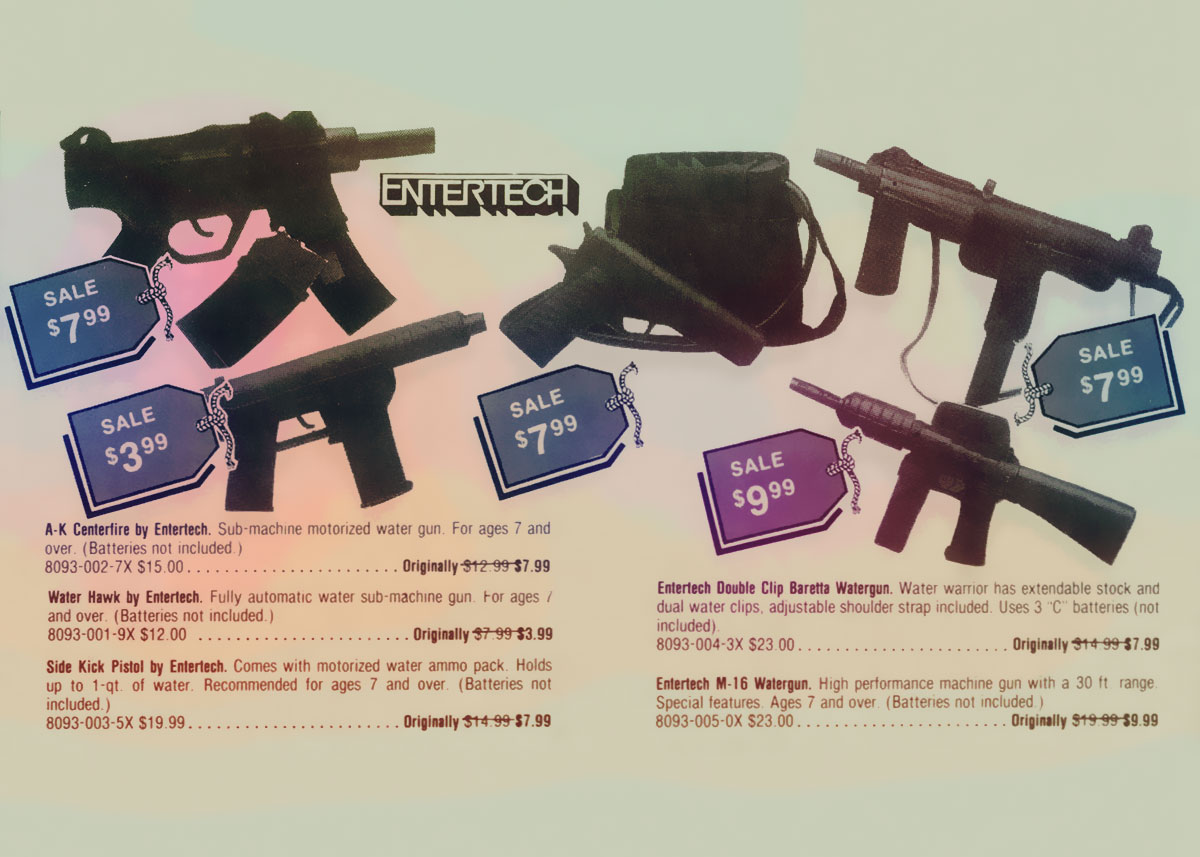 ENTERTECH
SALE
$7.99
SALE
$3.99
SALE
$7.99
SALE
$7.99
SALE
$9.99
A-K Centerfire by Entertech. Sub-machine motorized water gun. For ages 7 and
over. (Batteries not included.)
8093-002-7X $15.00....................... Originally $12.99 $7.99
Water Hawk by Entertech. Fully automatic water sub-machine gun. For ages 7
and over. (Batteries not included.)
8093-001-9X $12.00 ....................... Originally $7.99 $3.99
Side Kick Pistol by Entertech. Comes with motorized water ammo pack. Holds
up to 1-qt. of water. Recommended for ages 7 and over. (Batteries not
included.)
8093-003-5X $19.99....................... Originally $14.99 $7.99
Entertech Double Clip Baretta Watergun. Water warrior has extendable stock and
dual water clips, adjustable shoulder strap included. Uses 3 "C" batteries (not
included).
8093-004-3X $23.00....................... Originally $14.99 $7.99
Entertech M-16 Watergun. High performance machine gun with a 30 ft. range.
Special features. Ages 7 and over. (Batteries not included.)
8093-005-0X $23.00....................... Originally $19.99 $9.99